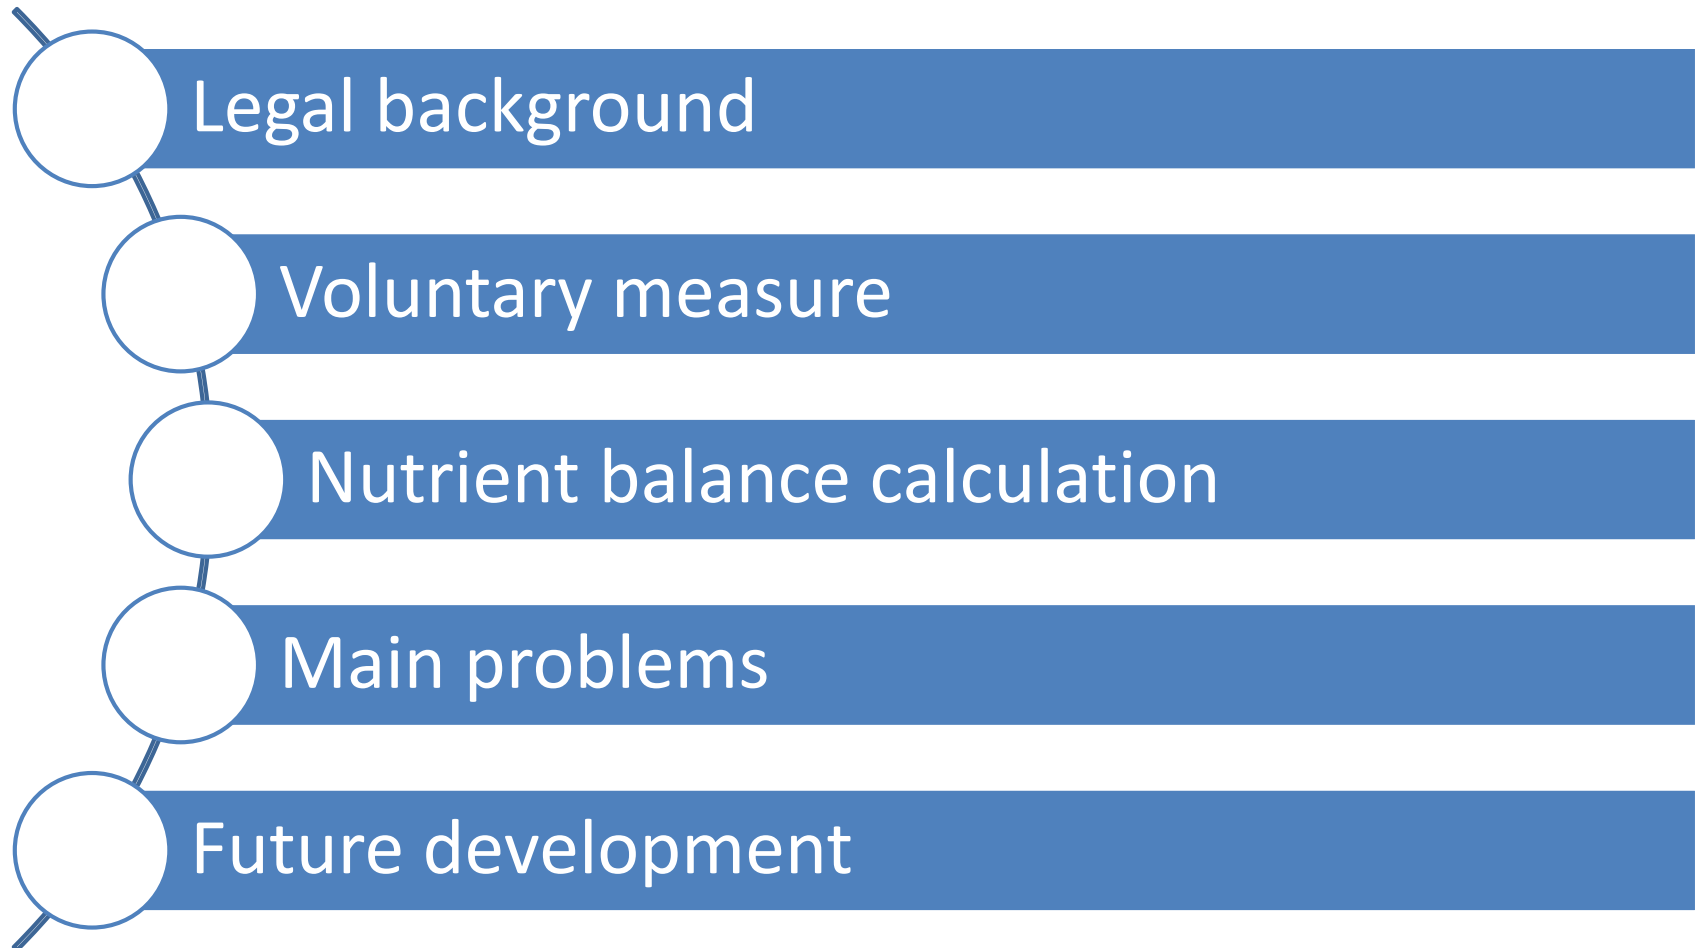 Legal background
Voluntary measure
Nutrient balance calculation
Main problems
Future development